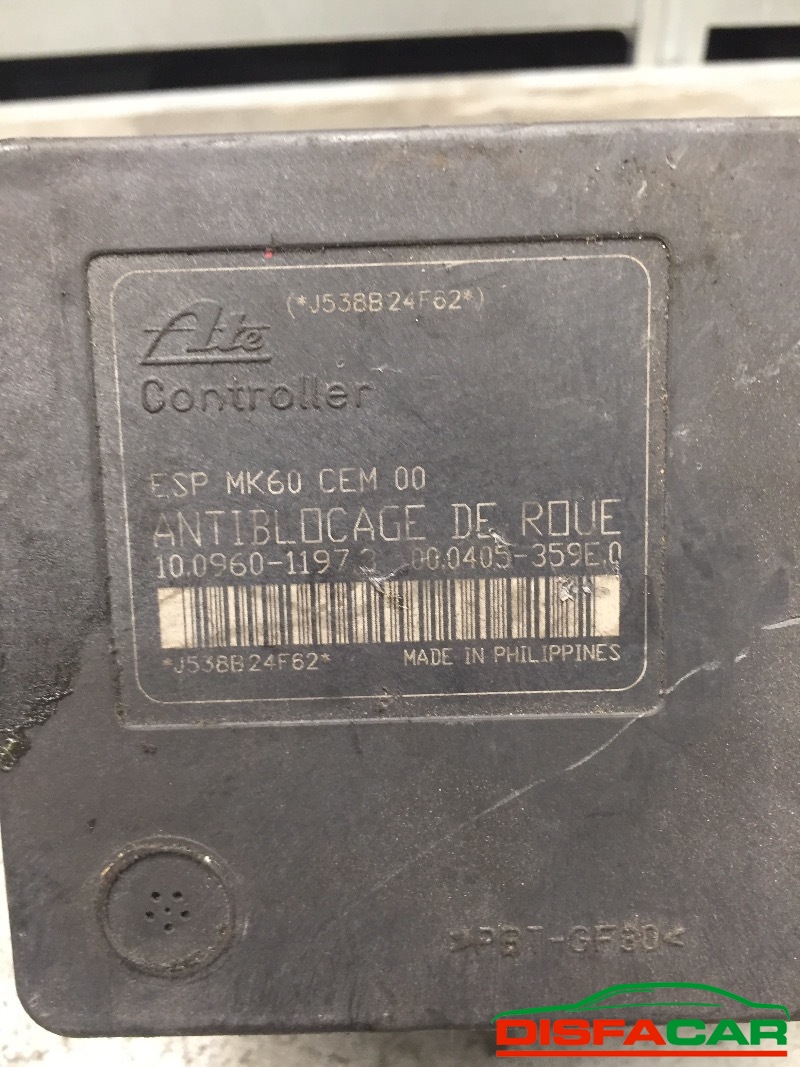 (*J538B24F62*)
Ate
Controller
ESP MK60 CEM 00
ANTIBLOCAGE DE ROUE
10.0960-1197.3 00.0405-359E.0
*J538B24F62*
MADE IN PHILIPPINES
>PBT-GF30<
DISFACAR